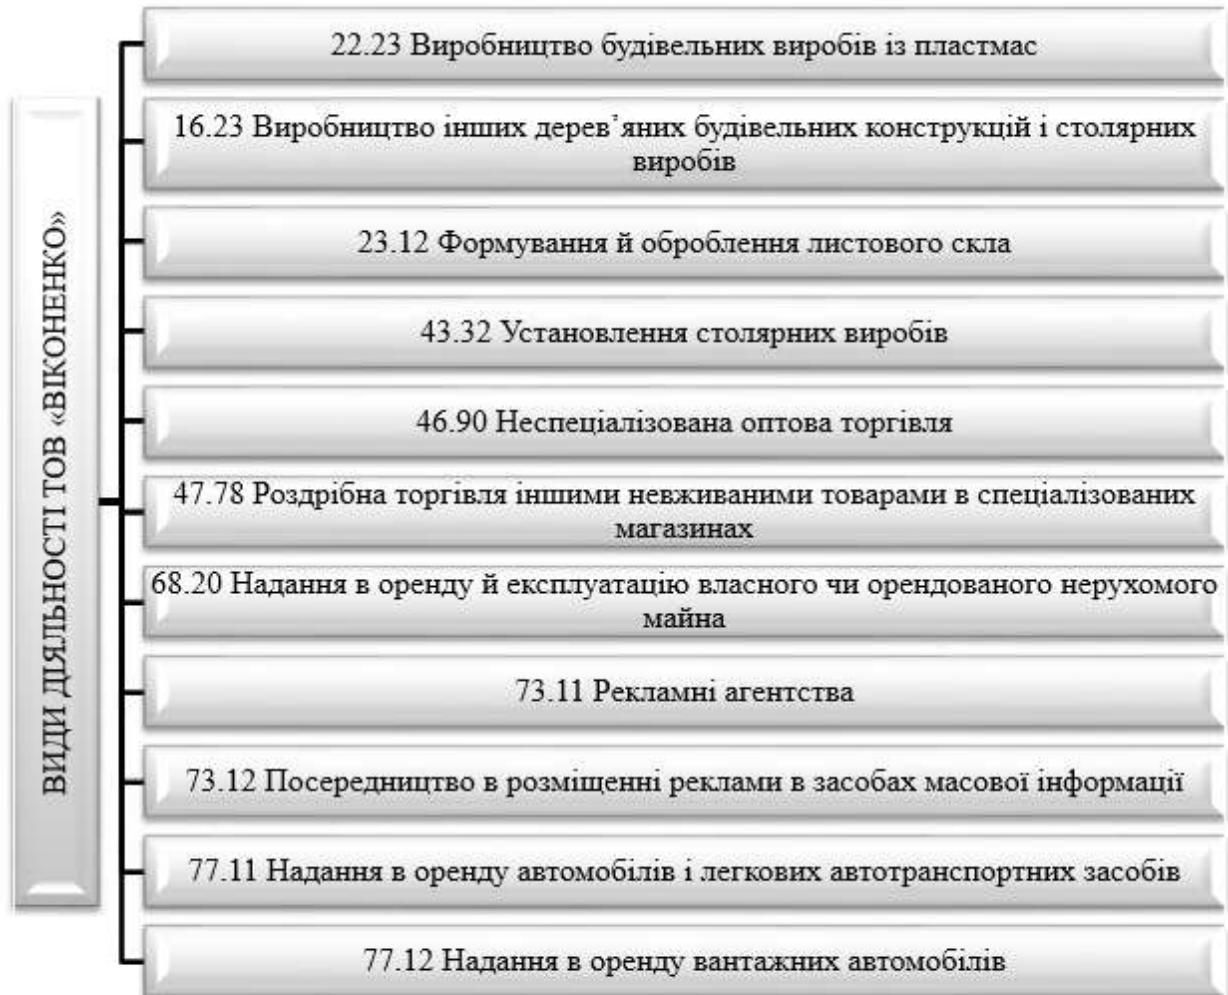 ВИДИ ДІЯЛЬНОСТІ ТОВ «ВІКОНЕНКО»
22.23 Виробництво будівельних виробів із пластмас
16.23 Виробництво інших дерев᾽яних будівельних конструкцій і столярних
виробів
23.12 Формування й оброблення листового скла
43.32 Установлення столярних виробів
46.90 Неспеціалізована оптова торгівля
47.78 Роздрібна торгівля іншими невживаними товарами в спеціалізованих
магазинах
68.20 Надання в оренду й експлуатацію власного чи орендованого нерухомого
майна
73.11 Рекламні агентства
73.12 Посередництво в розміщенні реклами в засобах масової інформації
77.11 Надання в оренду автомобілів і легкових автотранспортних засобів
77.12 Надання в оренду вантажних автомобілів